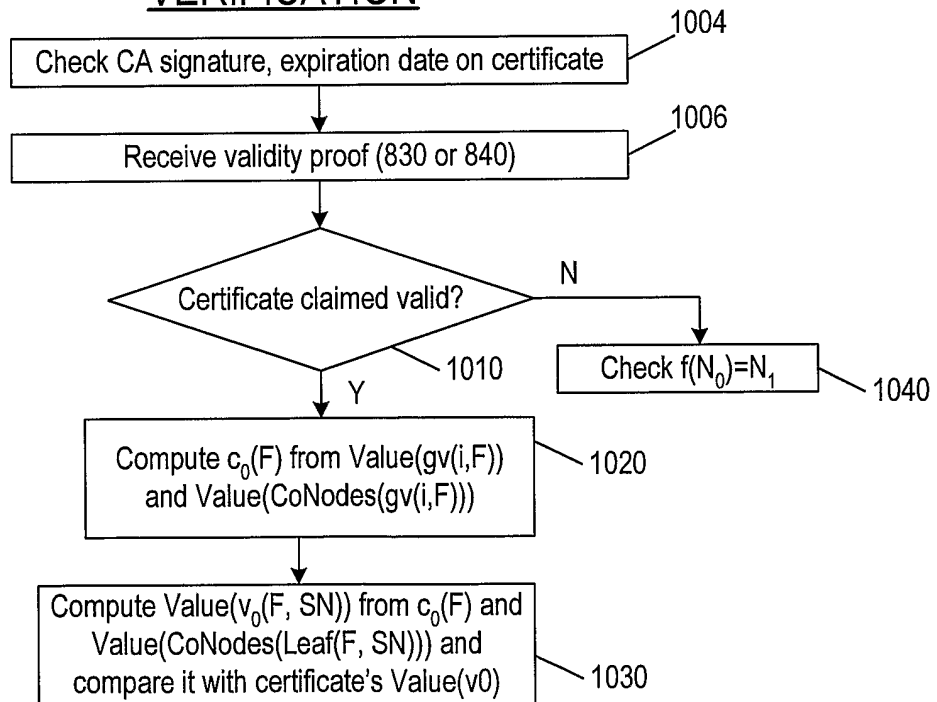 VERIFICATION
1004
Check CA signature, expiration date on certificate
1006
Receive validity proof (830 or 840)
N
Certificate claimed valid?
1010
Check f(N₀)=N₁
1040
Y
Compute c₀(F) from Value(gv(i,F))
and Value(CoNodes(gv(i,F)))
1020
Compute Value(v₀(F, SN)) from c₀(F) and
Value(CoNodes(Leaf(F, SN))) and
compare it with certificate's Value(v0)
1030